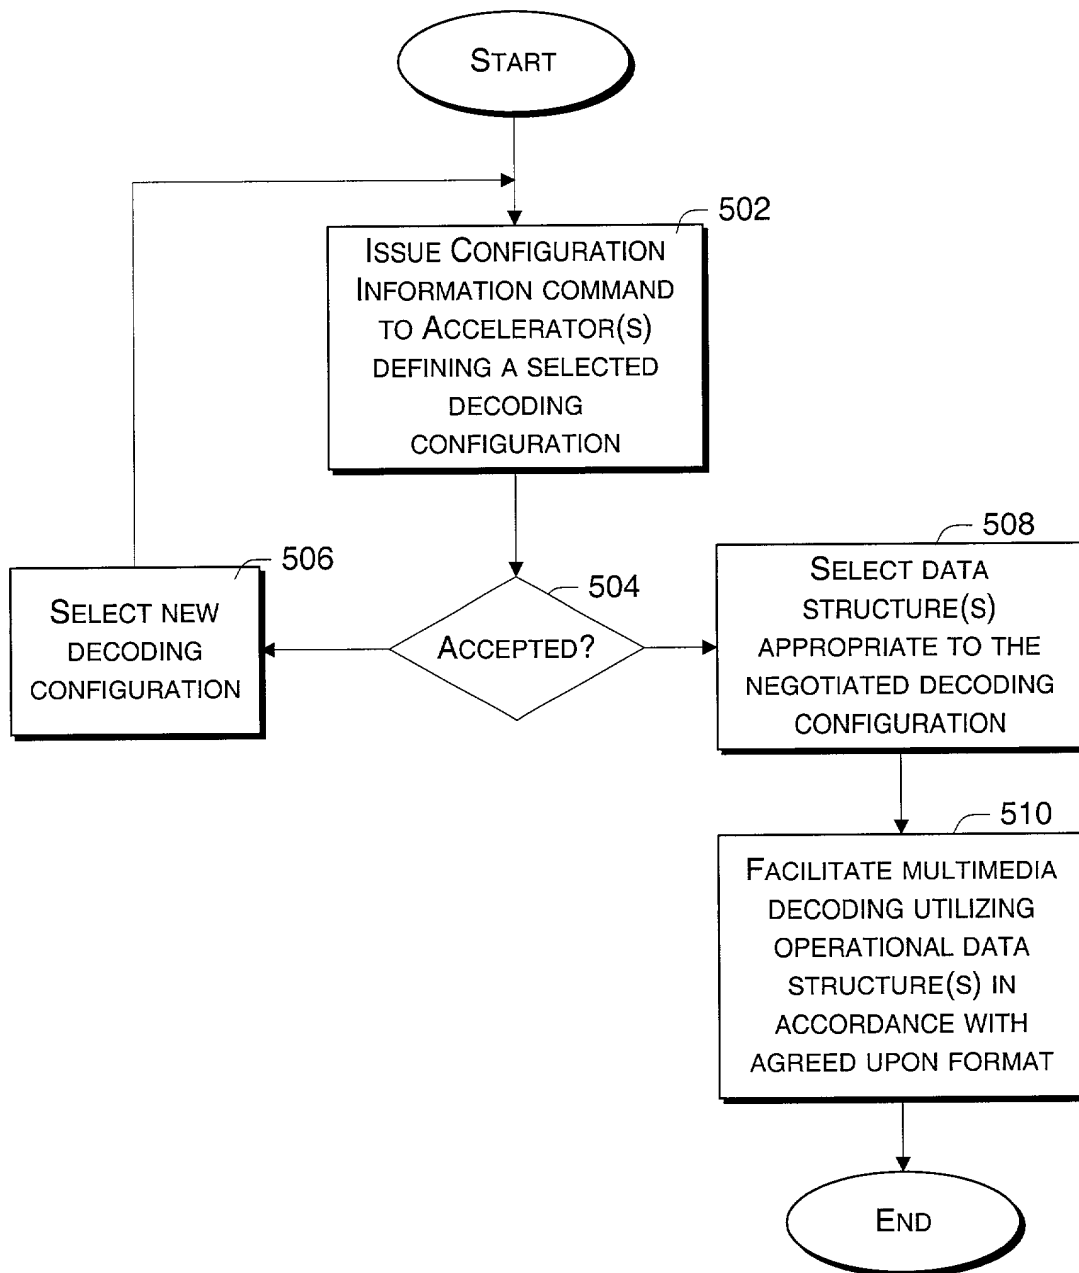 START
502
ISSUE CONFIGURATION
INFORMATION COMMAND
TO ACCELERATOR(S)
DEFINING A SELECTED
DECODING
CONFIGURATION
504
ACCEPTED?
506
SELECT NEW
DECODING
CONFIGURATION
508
SELECT DATA
STRUCTURE(S)
APPROPRIATE TO THE
NEGOTIATED DECODING
CONFIGURATION
510
FACILITATE MULTIMEDIA
DECODING UTILIZING
OPERATIONAL DATA
STRUCTURE(S) IN
ACCORDANCE WITH
AGREED UPON FORMAT
END